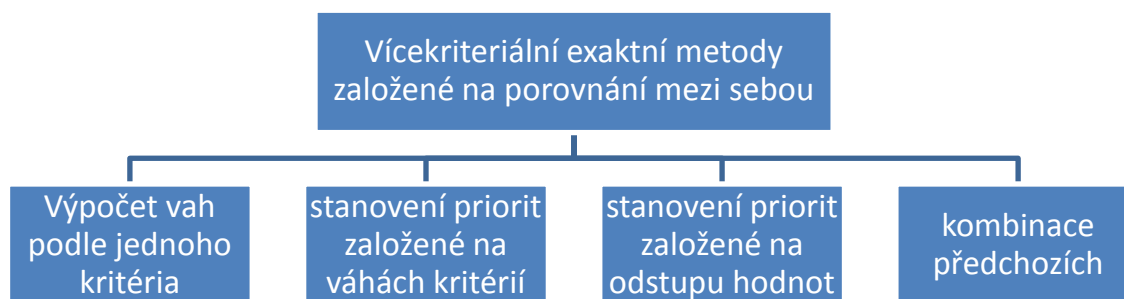 Vícekriteriální exaktní metody
založené na porovnání mezi sebou
Výpočet vah
podle jednoho
kritéria
stanovení priorit
založené na
váhách kritérií
stanovení priorit
založené na
odstupu hodnot
kombinace
předchozích